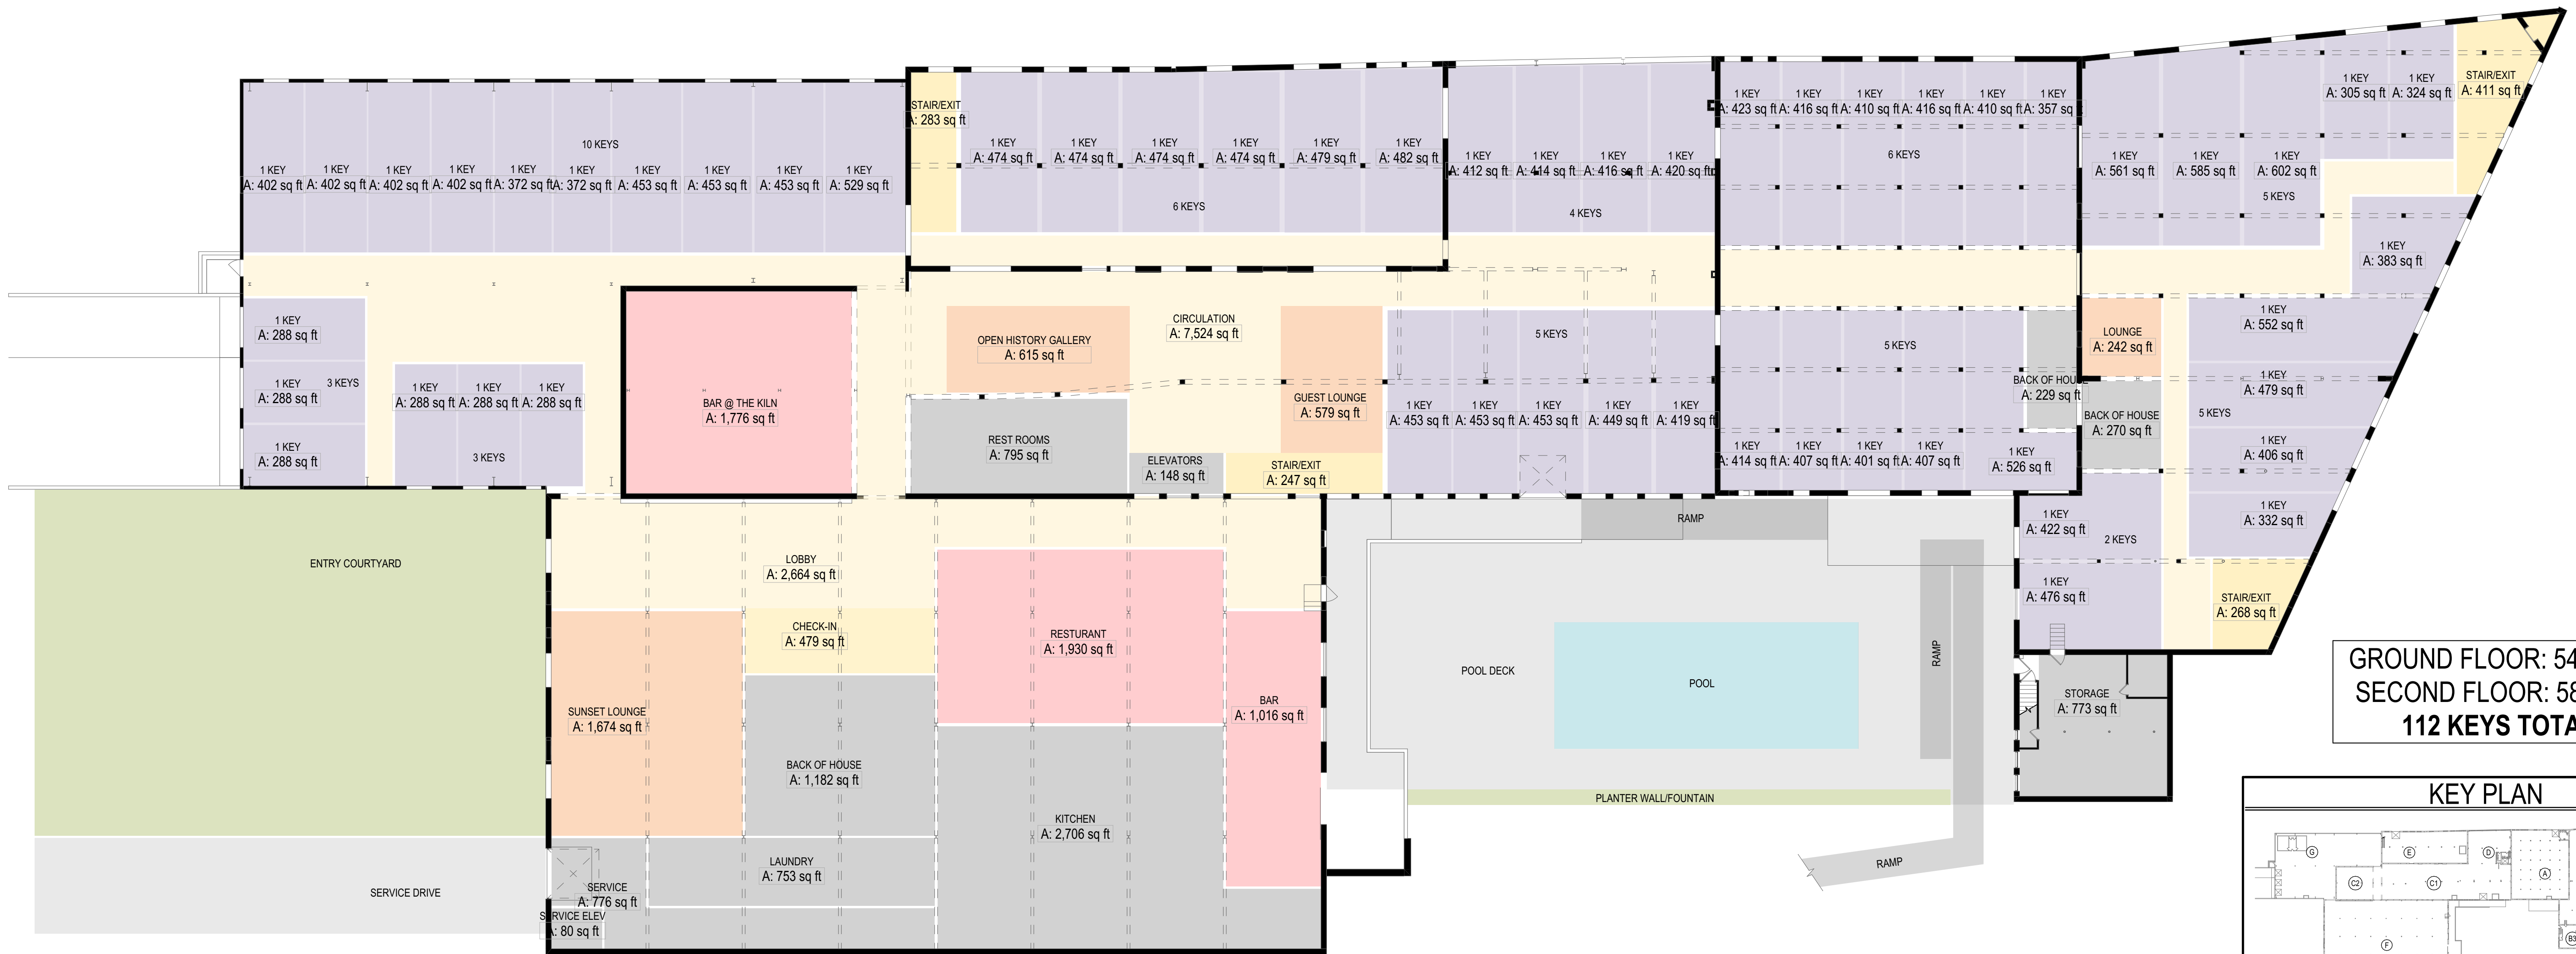 10 KEYS
1 KEY
A: 402 sq ft
1 KEY
A: 402 sq ft
1 KEY
A: 402 sq ft
1 KEY
A: 402 sq ft
1 KEY
A: 372 sq ft
1 KEY
A: 372 sq ft
1 KEY
A: 453 sq ft
1 KEY
A: 453 sq ft
1 KEY
A: 453 sq ft
1 KEY
A: 529 sq ft
STAIR/EXIT
A: 283 sq ft
1 KEY
A: 474 sq ft
1 KEY
A: 474 sq ft
1 KEY
A: 474 sq ft
1 KEY
A: 474 sq ft
1 KEY
A: 479 sq ft
1 KEY
A: 482 sq ft
6 KEYS
1 KEY
A: 412 sq ft
1 KEY
A: 414 sq ft
1 KEY
A: 416 sq ft
1 KEY
A: 420 sq ft
4 KEYS
1 KEY
A: 423 sq ft
1 KEY
A: 416 sq ft
1 KEY
A: 410 sq ft
1 KEY
A: 416 sq ft
1 KEY
A: 410 sq ft
1 KEY
A: 357 sq
6 KEYS
1 KEY
A: 305 sq ft
1 KEY
A: 324 sq ft
STAIR/EXIT
A: 411 sq ft
1 KEY
A: 561 sq ft
1 KEY
A: 585 sq ft
1 KEY
A: 602 sq ft
5 KEYS
1 KEY
A: 383 sq ft
1 KEY
A: 288 sq ft
1 KEY
A: 288 sq ft
3 KEYS
1 KEY
A: 288 sq ft
1 KEY
A: 288 sq ft
1 KEY
A: 288 sq ft
1 KEY
A: 288 sq ft
3 KEYS
BAR @ THE KILN
A: 1,776 sq ft
OPEN HISTORY GALLERY
A: 615 sq ft
CIRCULATION
A: 7,524 sq ft
GUEST LOUNGE
A: 579 sq ft
REST ROOMS
A: 795 sq ft
ELEVATORS
A: 148 sq ft
STAIR/EXIT
A: 247 sq ft
5 KEYS
1 KEY
A: 453 sq ft
1 KEY
A: 453 sq ft
1 KEY
A: 453 sq ft
1 KEY
A: 449 sq ft
1 KEY
A: 419 sq ft
5 KEYS
1 KEY
A: 414 sq ft
1 KEY
A: 407 sq ft
1 KEY
A: 401 sq ft
1 KEY
A: 407 sq ft
1 KEY
A: 526 sq ft
BACK OF HOUSE
A: 229 sq ft
LOUNGE
A: 242 sq ft
BACK OF HOUSE
A: 270 sq ft
1 KEY
A: 552 sq ft
1 KEY
A: 479 sq ft
5 KEYS
1 KEY
A: 406 sq ft
1 KEY
A: 332 sq ft
1 KEY
A: 422 sq ft
2 KEYS
1 KEY
A: 476 sq ft
STAIR/EXIT
A: 268 sq ft
ENTRY COURTYARD
LOBBY
A: 2,664 sq ft
CHECK-IN
A: 479 sq ft
RESTURANT
A: 1,930 sq ft
SUNSET LOUNGE
A: 1,674 sq ft
BAR
A: 1,016 sq ft
BACK OF HOUSE
A: 1,182 sq ft
KITCHEN
A: 2,706 sq ft
LAUNDRY
A: 753 sq ft
SERVICE
A: 776 sq ft
SERVICE ELEV
A: 80 sq ft
SERVICE DRIVE
RAMP
POOL DECK
POOL
RAMP
PLANTER WALL/FOUNTAIN
RAMP
STORAGE
A: 773 sq ft
GROUND FLOOR: 54
SECOND FLOOR: 58
112 KEYS TOTA
KEY PLAN
G
E
D
A
C2
C1
F
B3